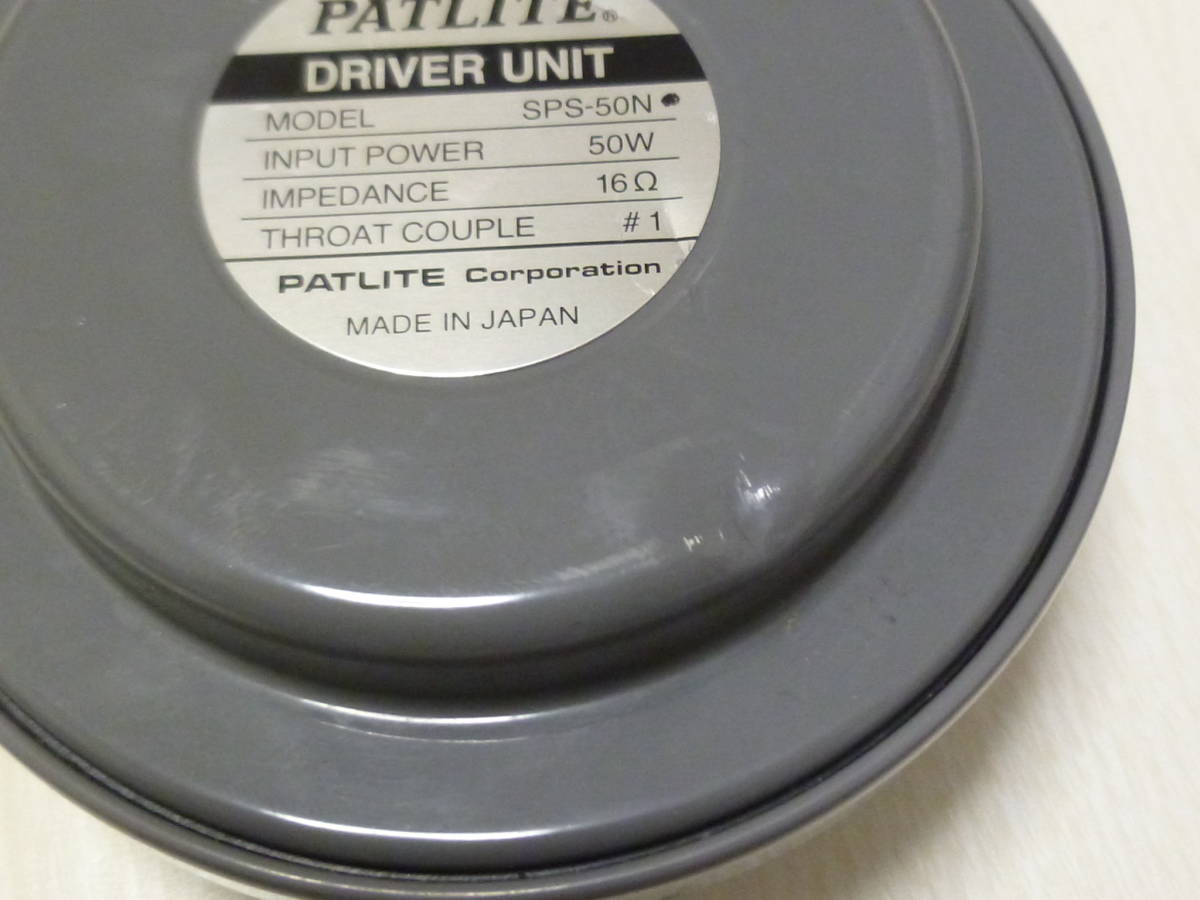 PATLITE®
DRIVER UNIT
MODEL SPS-50N
INPUT POWER 50W
IMPEDANCE 16Ω
THROAT COUPLE #1
PATLITE Corporation
MADE IN JAPAN